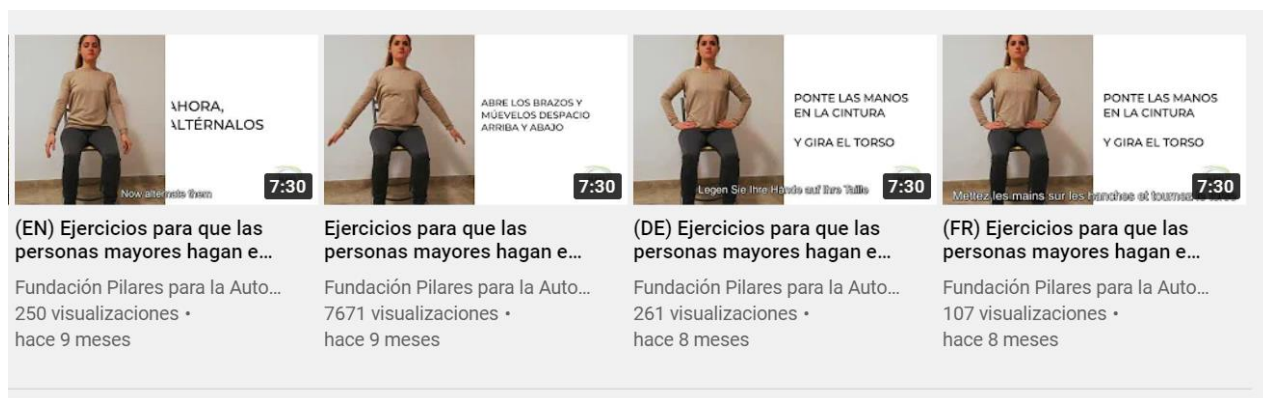 AHORA,
ALTÉRNALOS
Now alternate them
7:30
(EN) Ejercicios para que las
personas mayores hagan e...
Fundación Pilares para la Auto...
250 visualizaciones •
hace 9 meses
ABRE LOS BRAZOS Y
MÚEVELOS DESPACIO
ARRIBA Y ABAJO
7:30
Ejercicios para que las
personas mayores hagan e...
Fundación Pilares para la Auto...
7671 visualizaciones •
hace 9 meses
PONTE LAS MANOS
EN LA CINTURA
Y GIRA EL TORSO
Legen Sie Ihre Hände auf Ihre Taille
7:30
(DE) Ejercicios para que las
personas mayores hagan e...
Fundación Pilares para la Auto...
261 visualizaciones •
hace 8 meses
PONTE LAS MANOS
EN LA CINTURA
Y GIRA EL TORSO
Mettez les mains sur les hanches et tournez
7:30
(FR) Ejercicios para que las
personas mayores hagan e...
Fundación Pilares para la Auto...
107 visualizaciones •
hace 8 meses